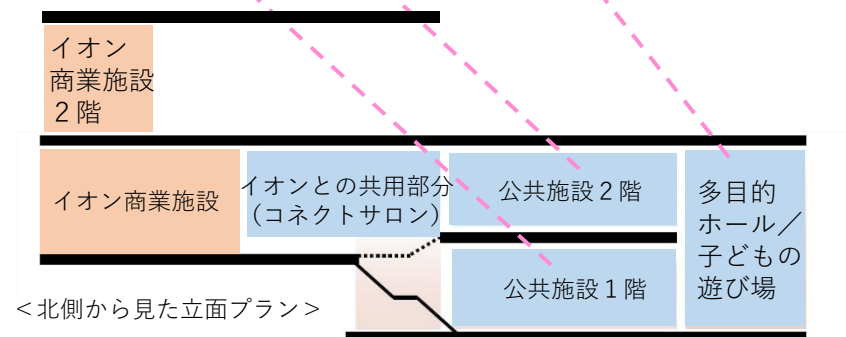 イオン
商業施設
２階
イオン商業施設
イオンとの共用部分
（コネクトサロン）
公共施設２階
多目的
ホール／
子どもの
遊び場
公共施設１階
＜北側から見た立面プラン＞